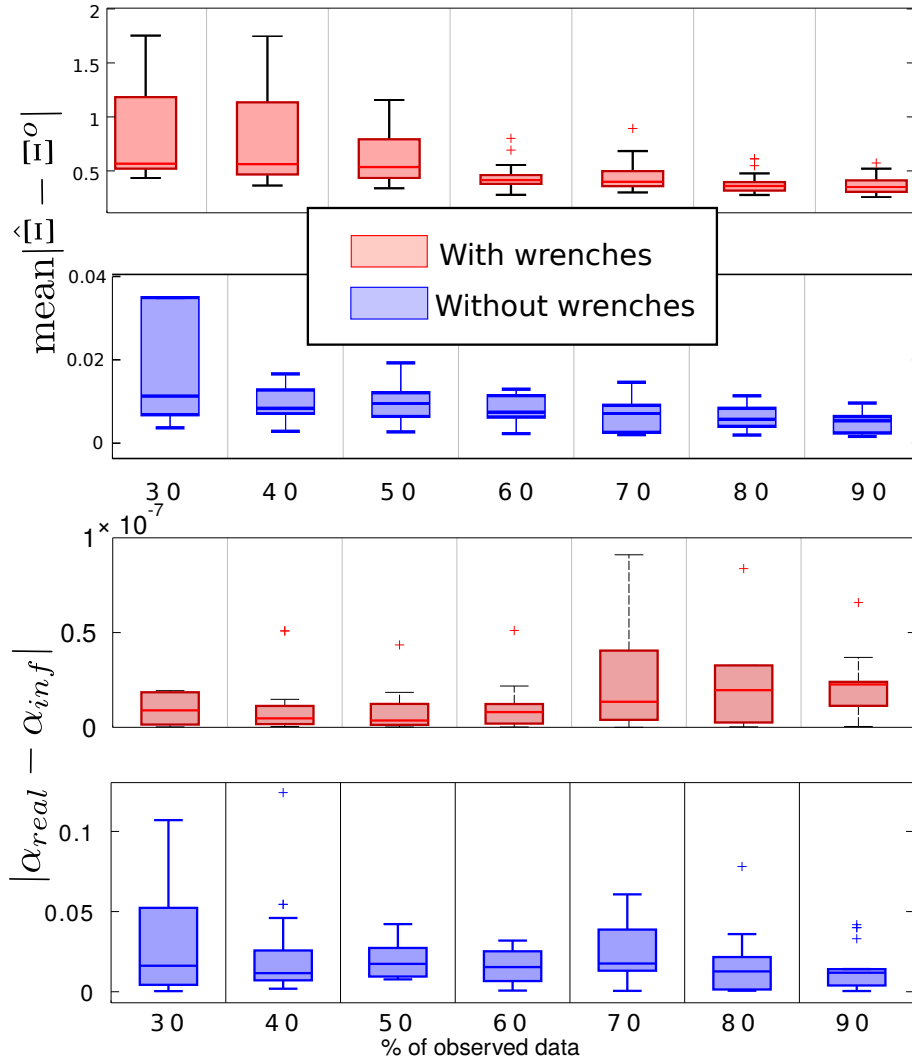 2
1.5
1
0.5
mean|Ξ̂ − Ξᵒ|
With wrenches
Without wrenches
0.04
0.02
0
30 40 50 60 70 80 90
1× 10⁻⁷
0.5
0
|α_real − α_inf|
0.1
0.05
0
30 40 50 60 70 80 90
% of observed data